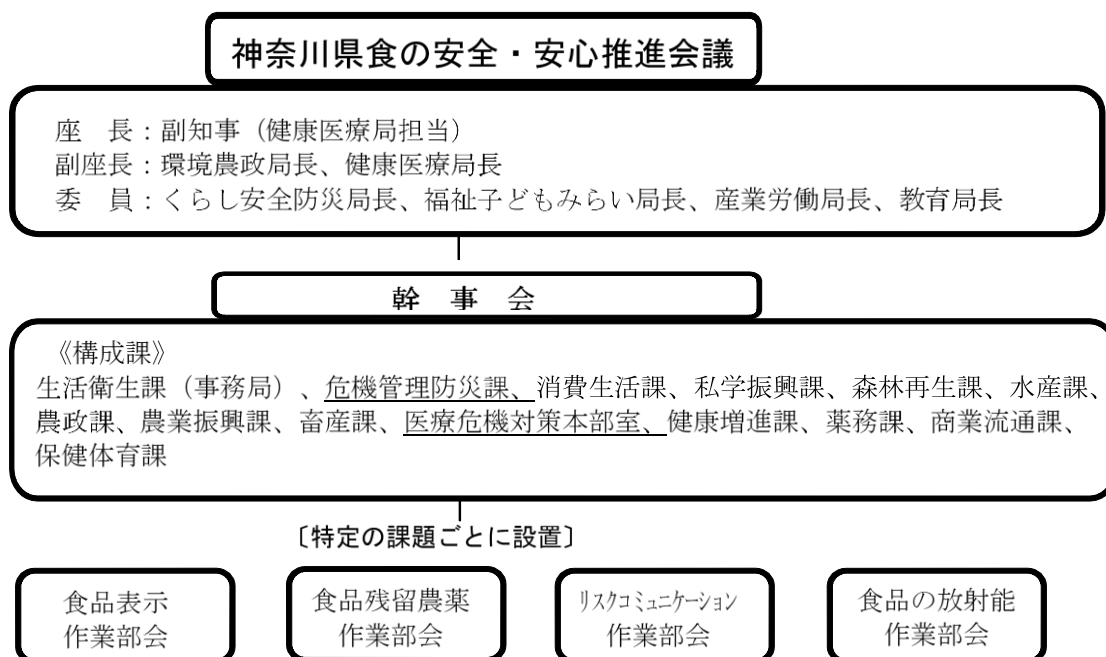 神奈川県食の安全・安心推進会議
座　長：副知事（健康医療局担当）
副座長：環境農政局長、健康医療局長
委　員：くらし安全防災局長、福祉子どもみらい局長、産業労働局長、教育局長
幹　事　会
《構成課》
生活衛生課（事務局）、危機管理防災課、消費生活課、私学振興課、森林再生課、水産課、
農政課、農業振興課、畜産課、医療危機対策本部室、健康増進課、薬務課、商業流通課、
保健体育課
〔特定の課題ごとに設置〕
食品表示
作業部会
食品残留農薬
作業部会
リスクコミュニケーション
作業部会
食品の放射能
作業部会